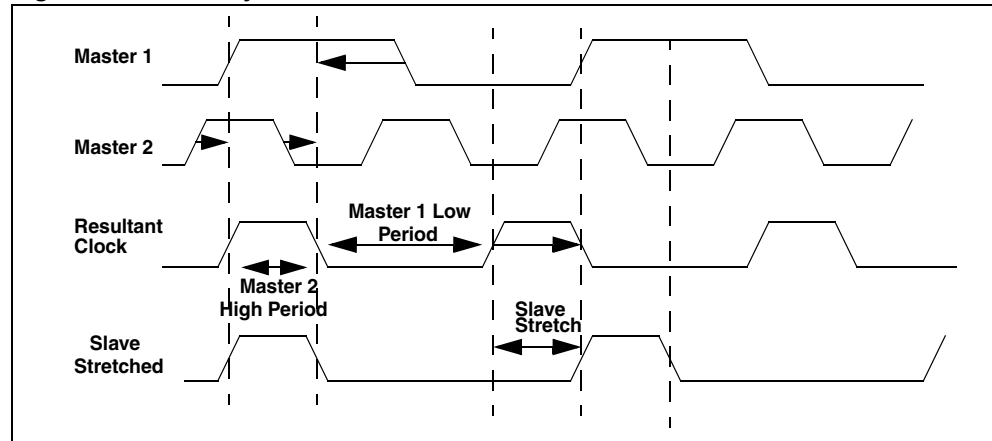 Master 1
Master 2
Resultant
Clock
Master 1 Low
Period
Master 2
High Period
Slave
Stretch
Slave
Stretched